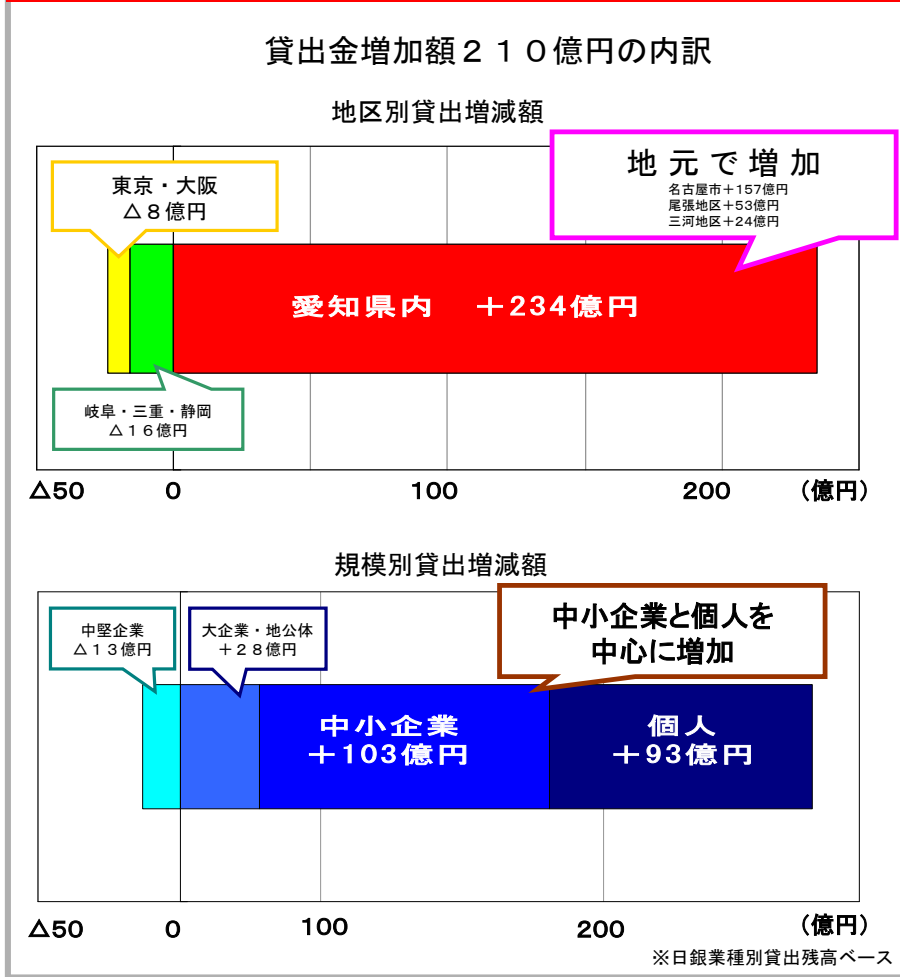 貸出金増加額２１０億円の内訳
地区別貸出増減額
東京・大阪
△８億円
地元で増加
名古屋市＋157億円
尾張地区＋53億円
三河地区＋24億円
愛知県内　＋234億円
岐阜・三重・静岡
△１６億円
△50 0 100 200 (億円)
規模別貸出増減額
中堅企業
△１３億円
大企業・地公体
＋２８億円
中小企業と個人を
中心に増加
中小企業
＋103億円
個人
＋93億円
△50 0 100 200 (億円)
※日銀業種別貸出残高ベース